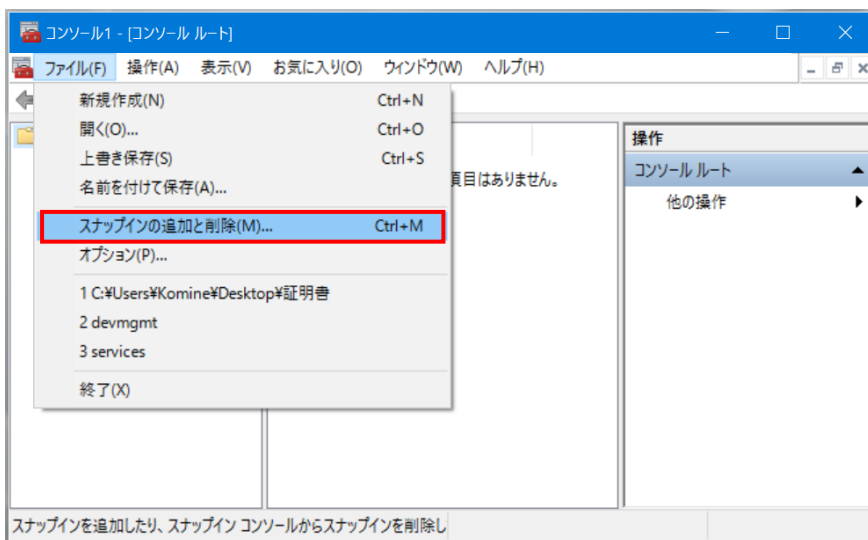 コンソール1 - [コンソール ルート]
ファイル(F) 操作(A) 表示(V) お気に入り(O) ウィンドウ(W) ヘルプ(H)
新規作成(N) Ctrl+N
開く(O)... Ctrl+O
上書き保存(S) Ctrl+S
名前を付けて保存(A)...
スナップインの追加と削除(M)... Ctrl+M
オプション(P)...
1 C:¥Users¥Komine¥Desktop¥証明書
2 devmgmt
3 services
終了(X)
項目はありません。
操作
コンソール ルート
他の操作
スナップインを追加したり、スナップイン コンソールからスナップインを削除し